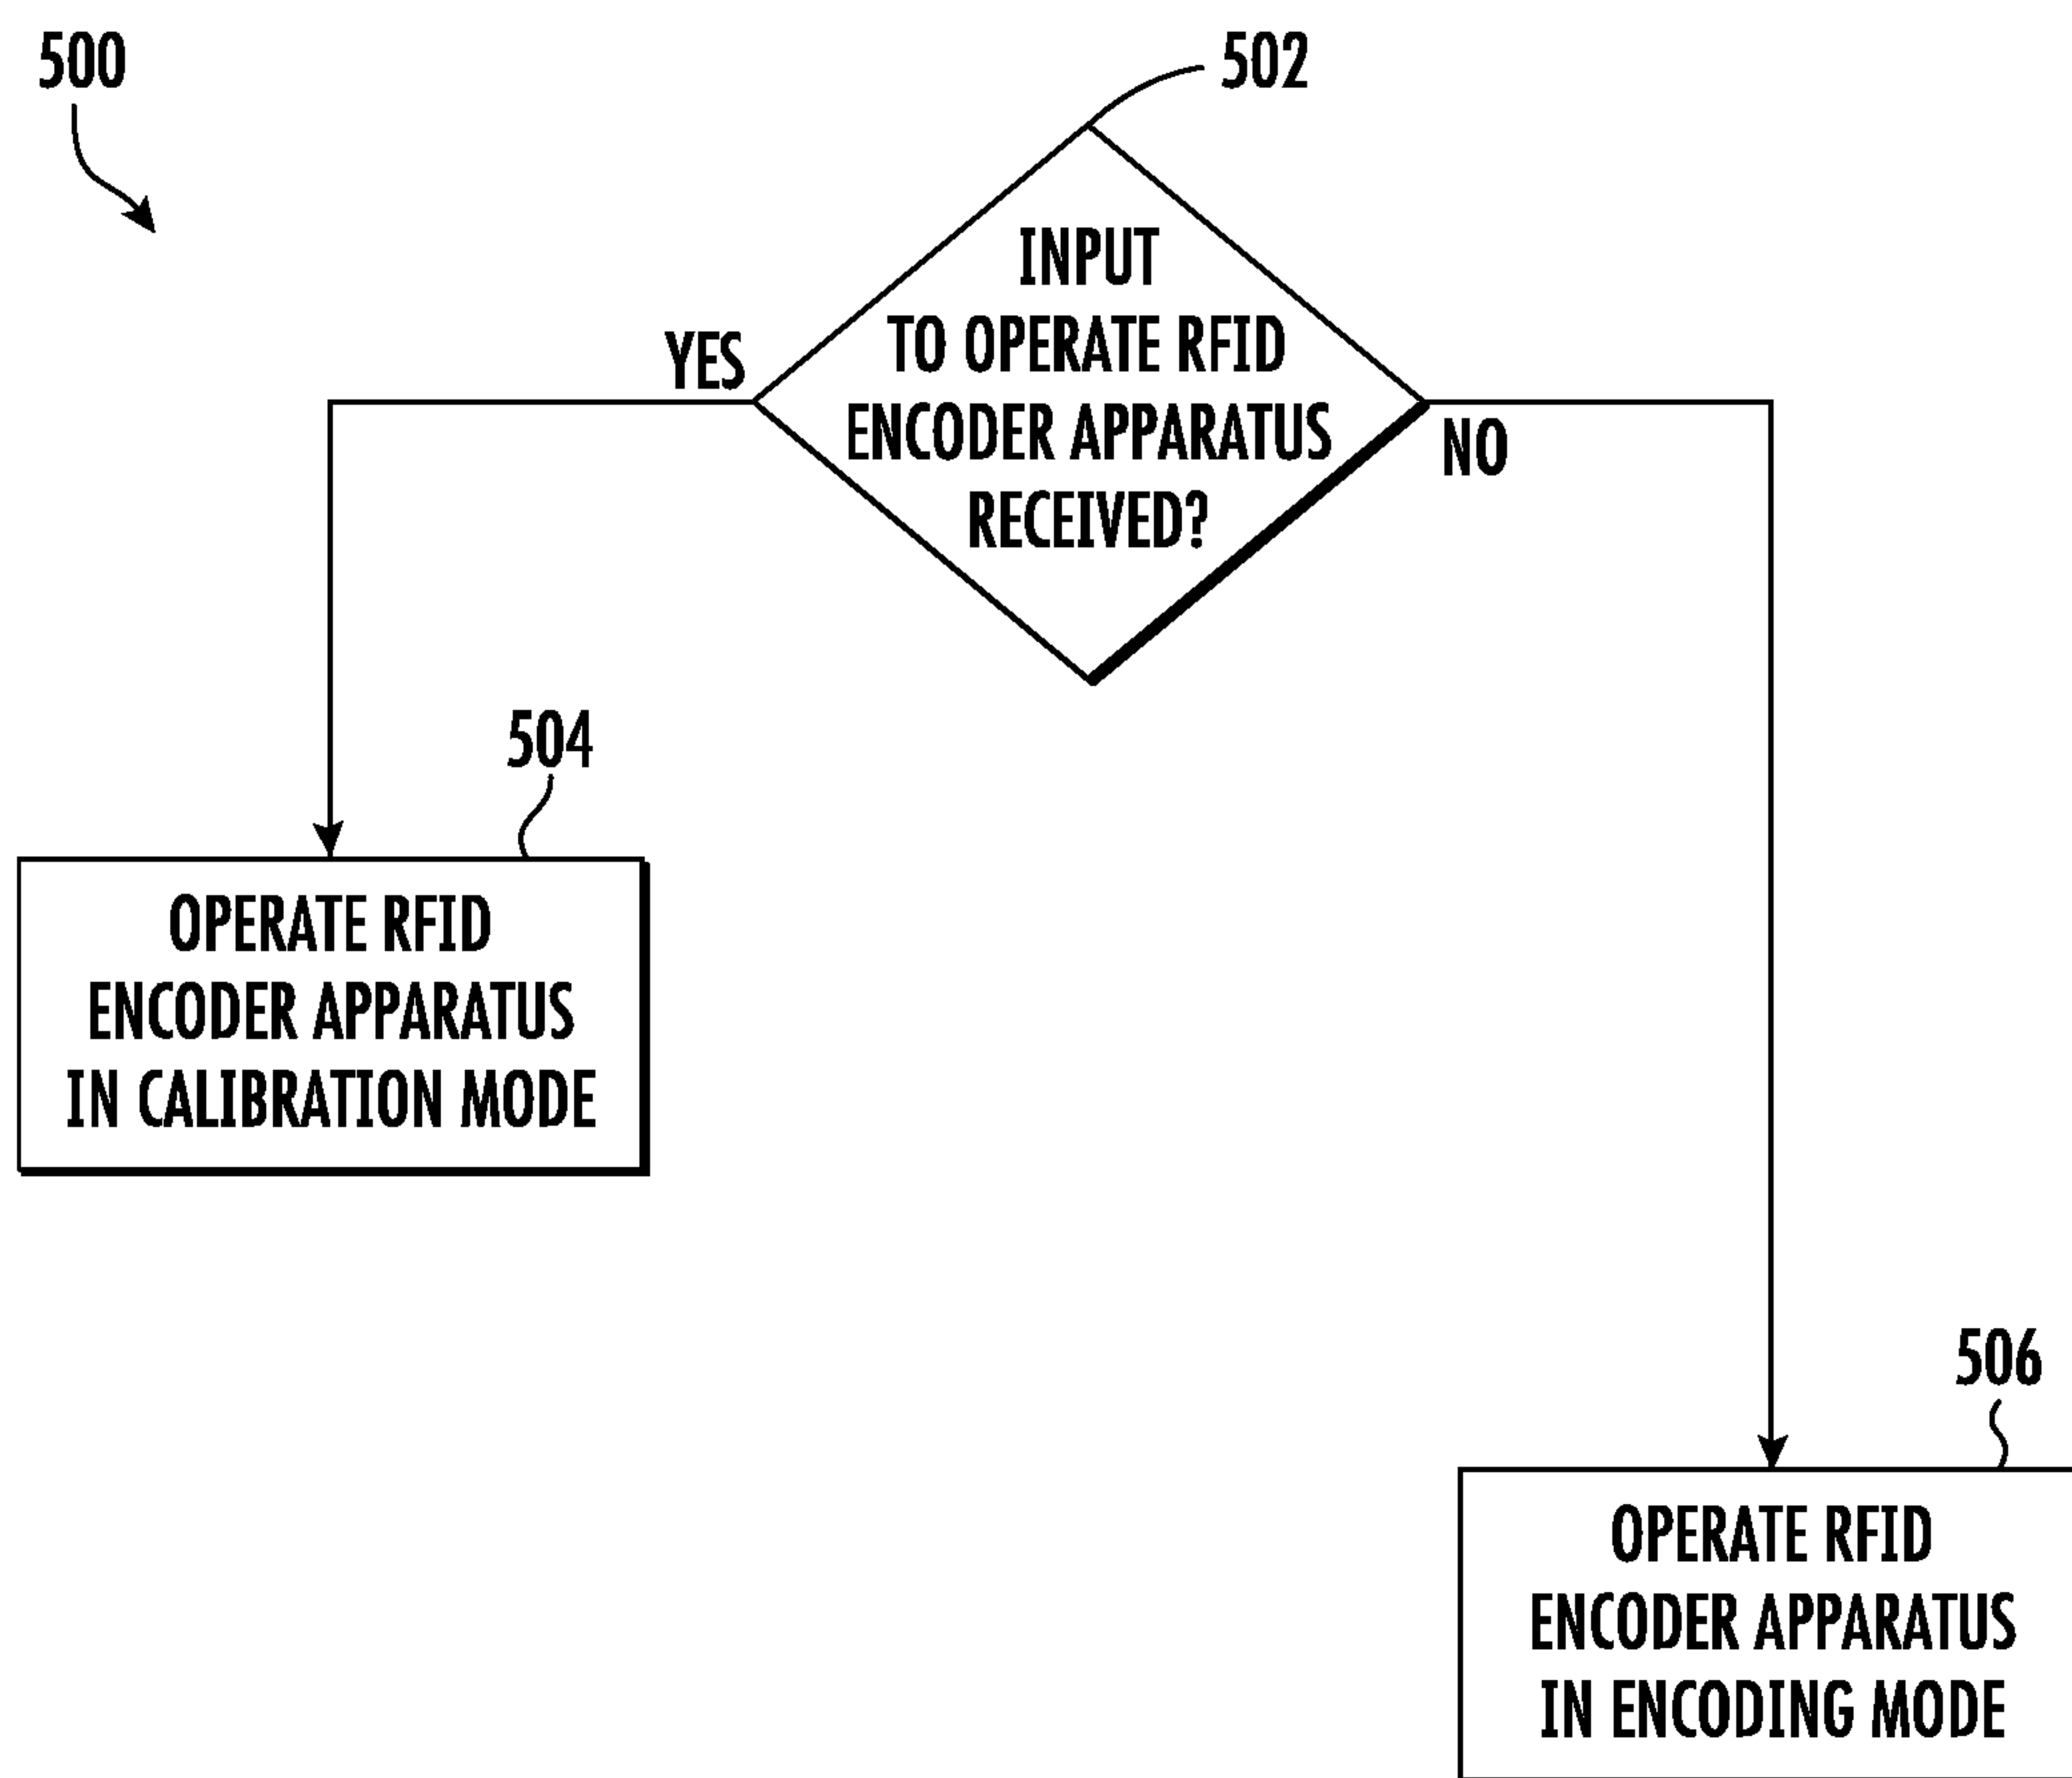 500
502
INPUT
TO OPERATE RFID
ENCODER APPARATUS
RECEIVED?
YES
NO
504
OPERATE RFID
ENCODER APPARATUS
IN CALIBRATION MODE
506
OPERATE RFID
ENCODER APPARATUS
IN ENCODING MODE